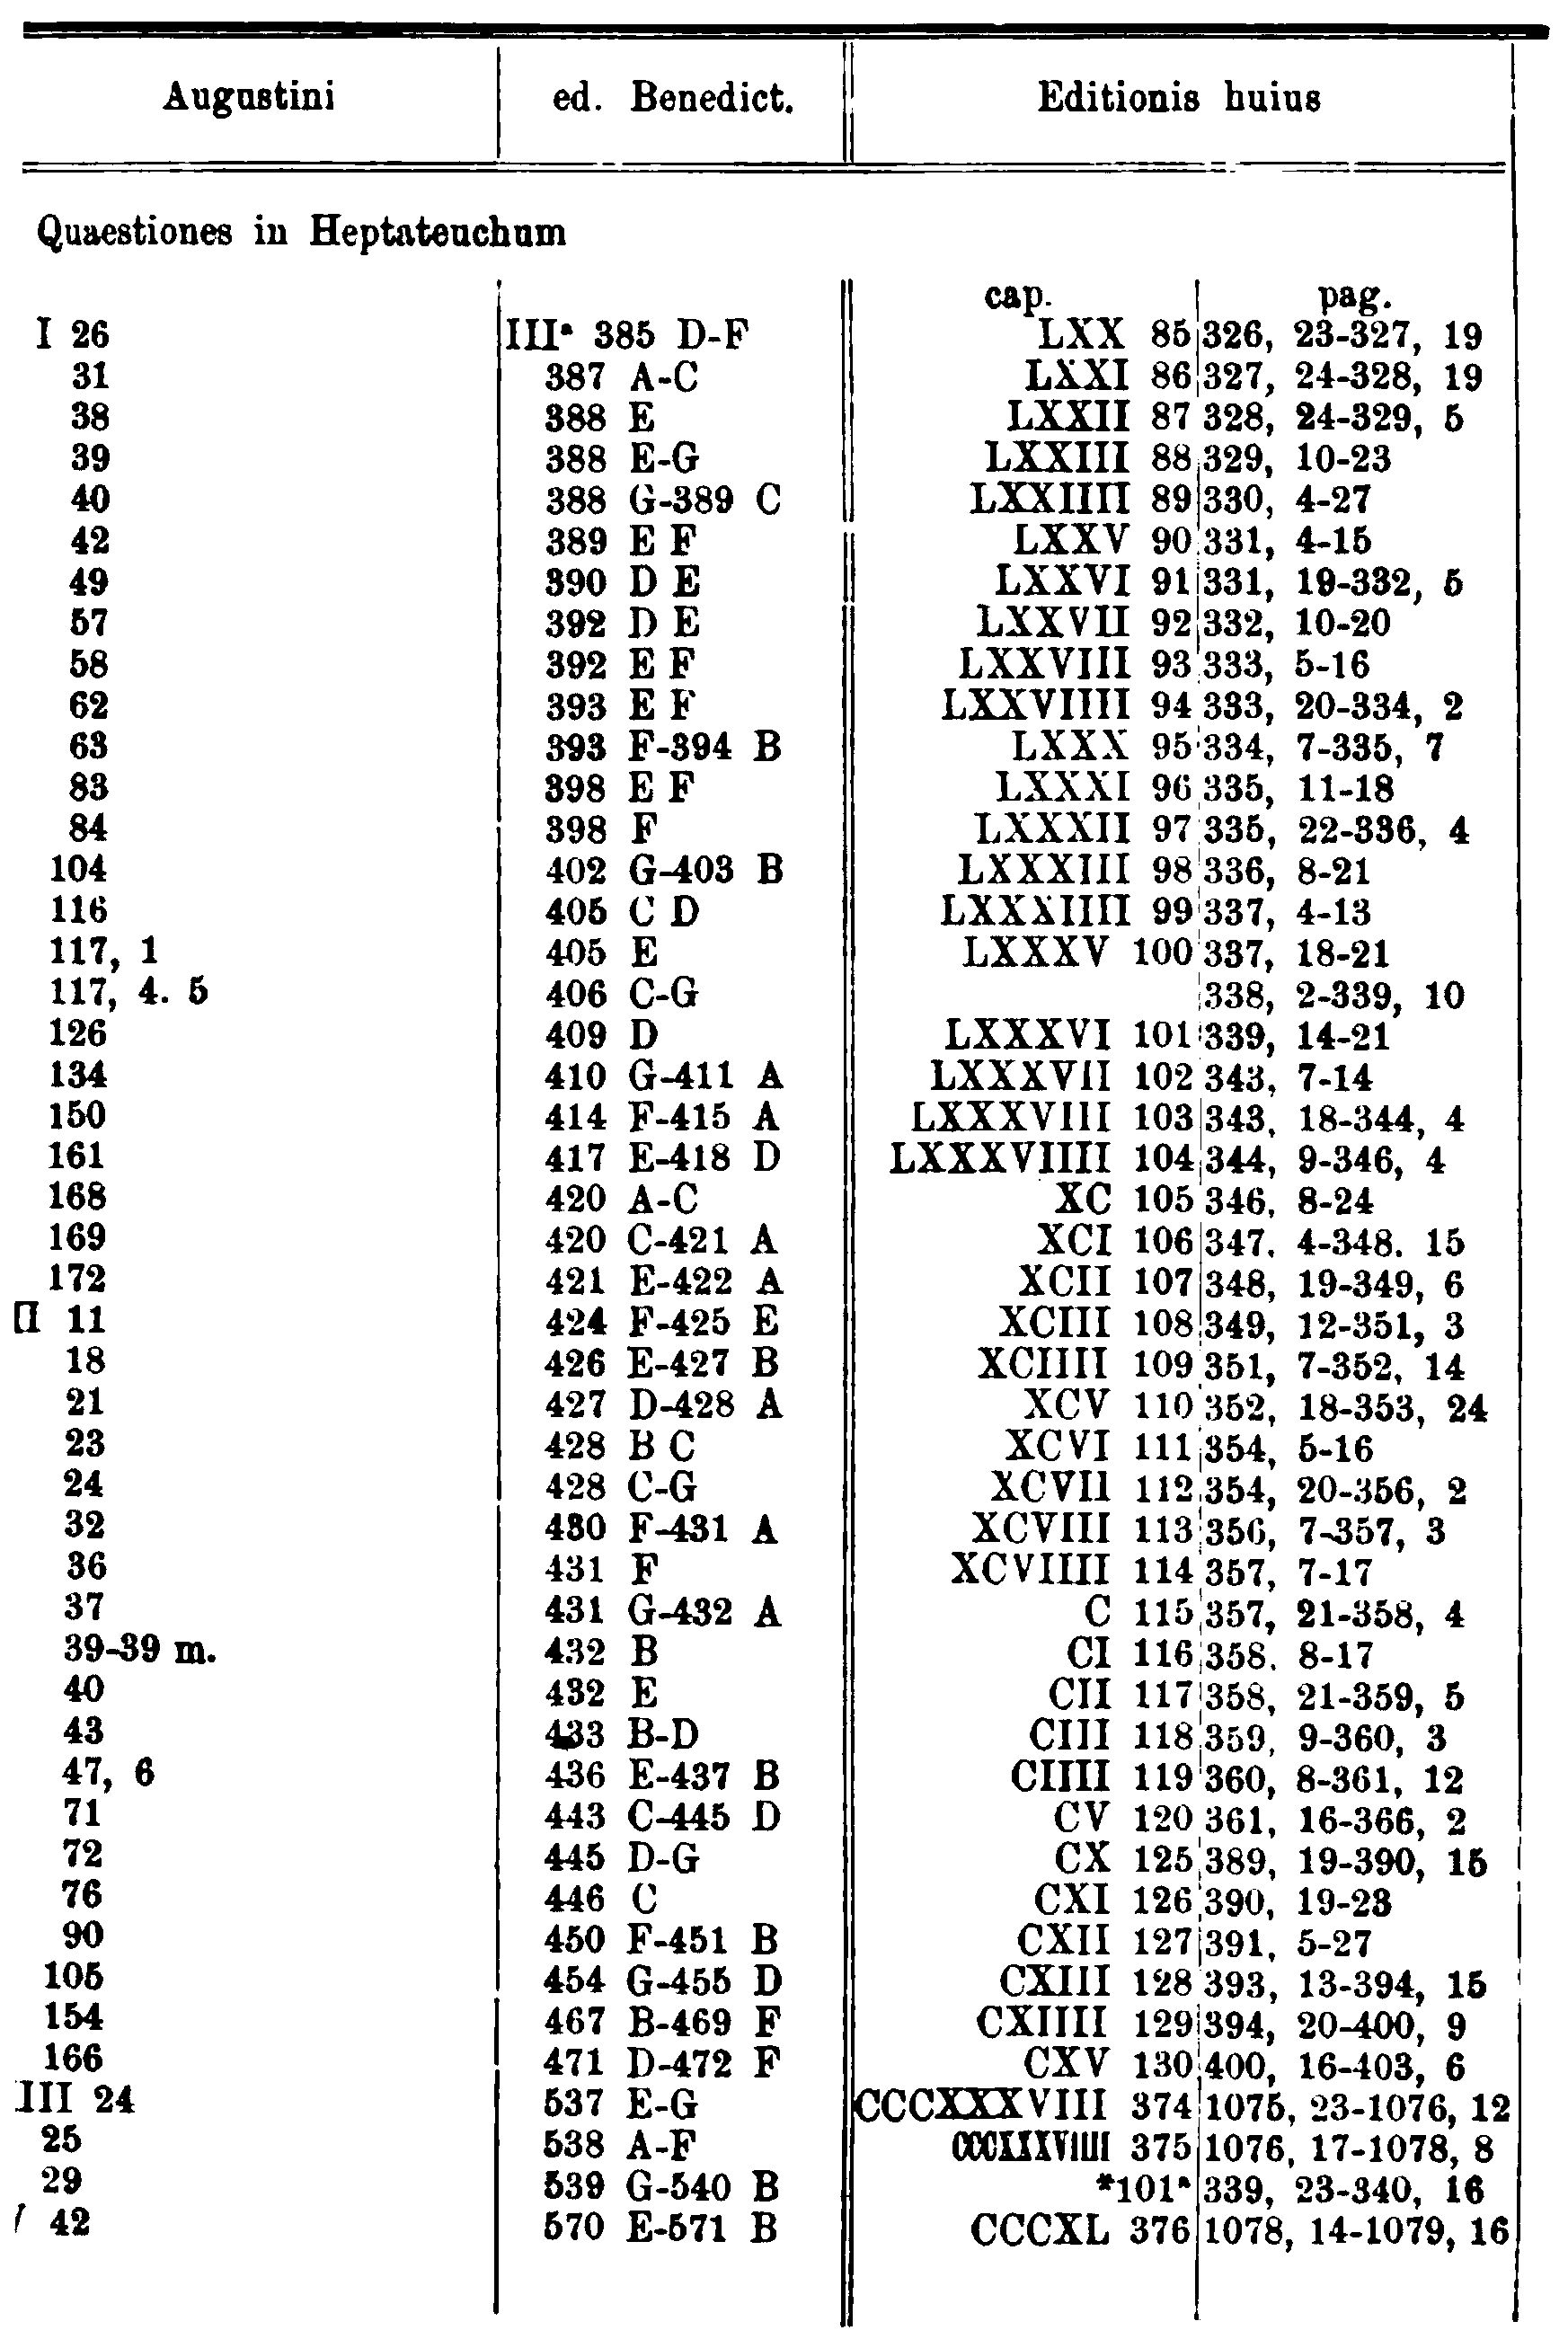 Augustini ed. Benedict. Editionis huius
Quaestiones in Heptateuchum
cap. pag.
I 26 IIIª 385 D-F LXX 85 326, 23-327, 19
31 387 A-C LXXI 86 327, 24-328, 19
38 388 E LXXII 87 328, 24-329, 5
39 388 E-G LXXIII 88 329, 10-23
40 388 G-389 C LXXIIII 89 330, 4-27
42 389 E F LXXV 90 331, 4-15
49 390 D E LXXVI 91 331, 19-332, 5
57 392 D E LXXVII 92 332, 10-20
58 392 E F LXXVIII 93 333, 5-16
62 393 E F LXXVIIII 94 333, 20-334, 2
63 393 F-394 B LXXX 95 334, 7-335, 7
83 398 E F LXXXI 96 335, 11-18
84 398 F LXXXII 97 335, 22-336, 4
104 402 G-403 B LXXXIII 98 336, 8-21
116 405 C D LXXXIIII 99 337, 4-13
117, 1 405 E LXXXV 100 337, 18-21
117, 4. 5 406 C-G 338, 2-339, 10
126 409 D LXXXVI 101 339, 14-21
134 410 G-411 A LXXXVII 102 343, 7-14
150 414 F-415 A LXXXVIII 103 343, 18-344, 4
161 417 E-418 D LXXXVIIII 104 344, 9-346, 4
168 420 A-C XC 105 346, 8-24
169 420 C-421 A XCI 106 347, 4-348. 15
172 421 E-422 A XCII 107 348, 19-349, 6
II 11 424 F-425 E XCIII 108 349, 12-351, 3
18 426 E-427 B XCIIII 109 351, 7-352, 14
21 427 D-428 A XCV 110 352, 18-353, 24
23 428 B C XCVI 111 354, 5-16
24 428 C-G XCVII 112 354, 20-356, 2
32 430 F-431 A XCVIII 113 356, 7-357, 3
36 431 F XCVIIII 114 357, 7-17
37 431 G-432 A C 115 357, 21-358, 4
39-39 m. 432 B CI 116 358, 8-17
40 432 E CII 117 358, 21-359, 5
43 433 B-D CIII 118 359, 9-360, 3
47, 6 436 E-437 B CIIII 119 360, 8-361, 12
71 443 C-445 D CV 120 361, 16-366, 2
72 445 D-G CX 125 389, 19-390, 15
76 446 C CXI 126 390, 19-23
90 450 F-451 B CXII 127 391, 5-27
105 454 G-455 D CXIII 128 393, 13-394, 15
154 467 B-469 F CXIIII 129 394, 20-400, 9
166 471 D-472 F CXV 130 400, 16-403, 6
III 24 537 E-G CCCXXXVIII 374 1075, 23-1076, 12
25 538 A-F CCCXXXVIIII 375 1076, 17-1078, 8
29 539 G-540 B *101ª 339, 23-340, 16
42 570 E-571 B CCCXL 376 1078, 14-1079, 16